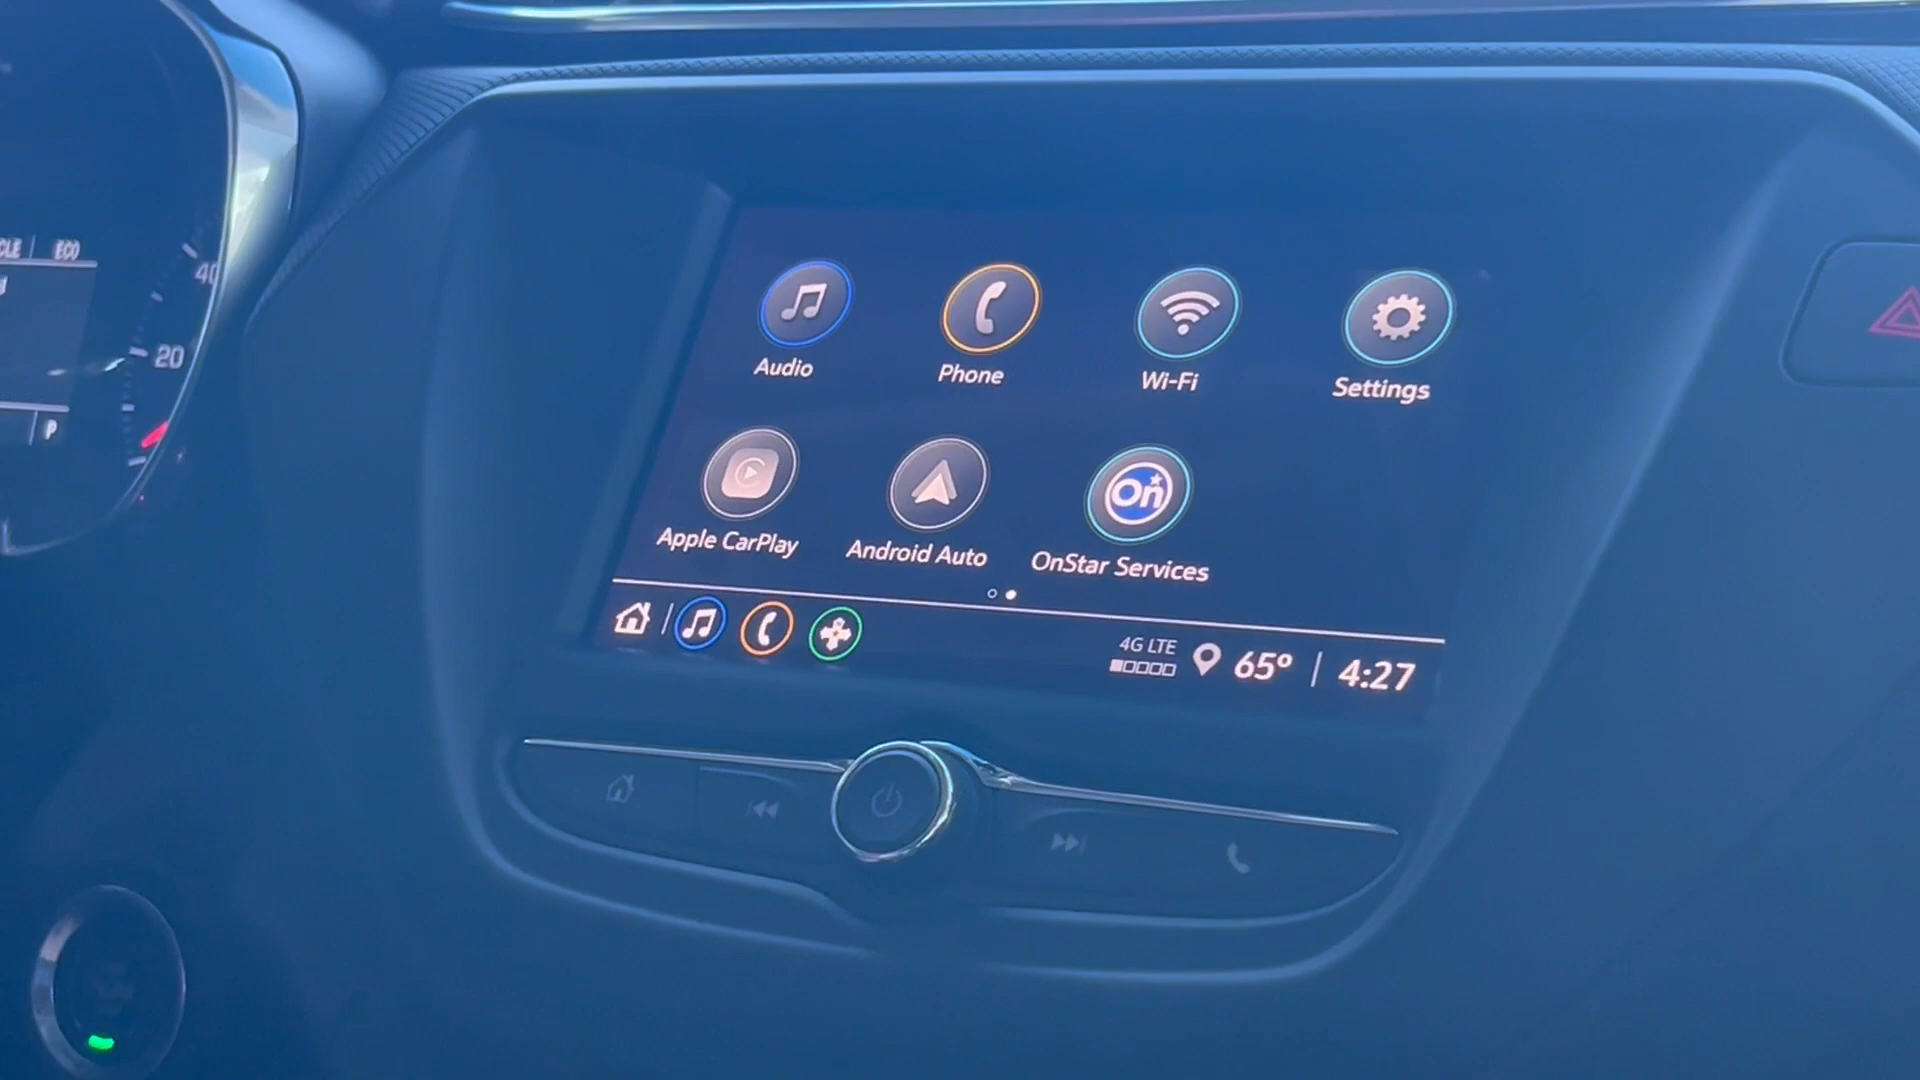 ECO
40
20
P
Audio
Phone
Wi-Fi
Settings
Apple CarPlay
Android Auto
On
OnStar Services
4G LTE
65° | 4:27